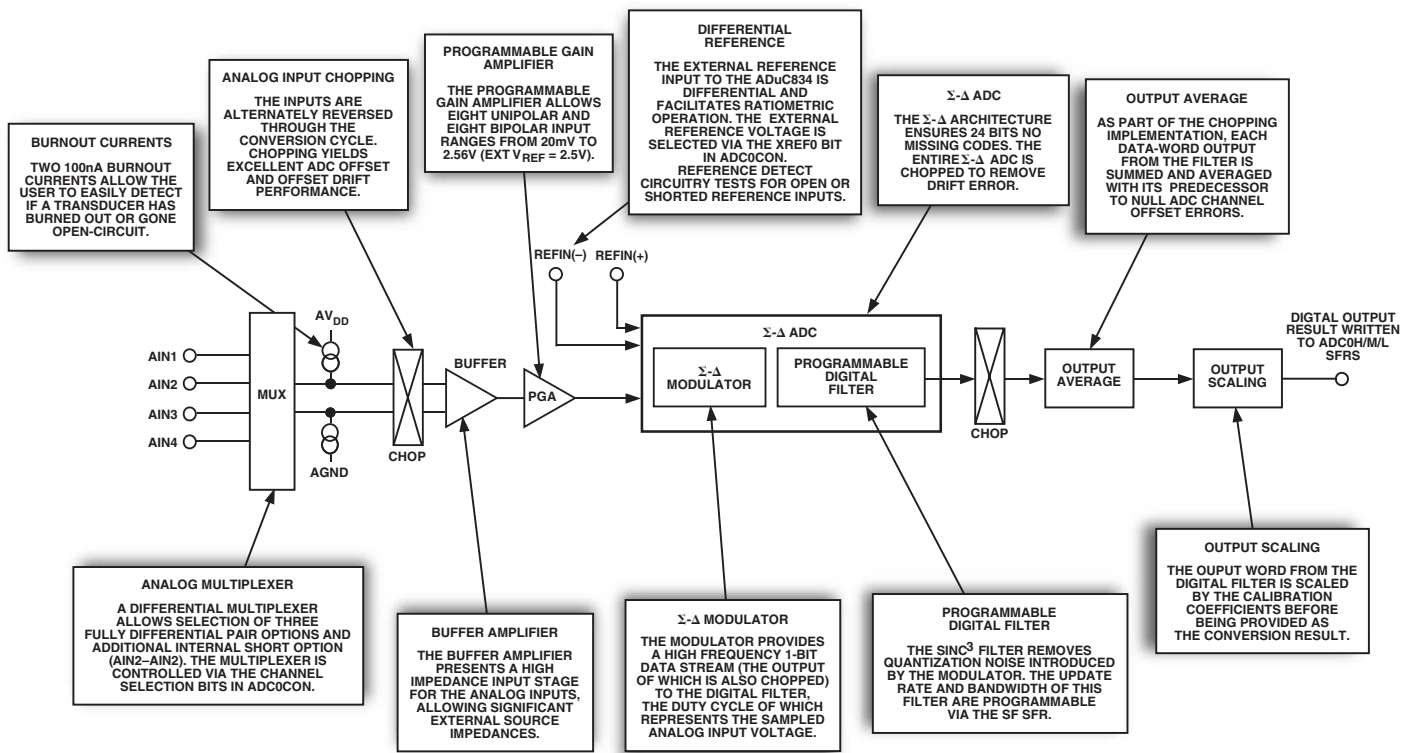 BURNOUT CURRENTS
TWO 100nA BURNOUT
CURRENTS ALLOW THE
USER TO EASILY DETECT
IF A TRANSDUCER HAS
BURNED OUT OR GONE
OPEN-CIRCUIT.
ANALOG INPUT CHOPPING
THE INPUTS ARE
ALTERNATELY REVERSED
THROUGH THE
CONVERSION CYCLE.
CHOPPING YIELDS
EXCELLENT ADC OFFSET
AND OFFSET DRIFT
PERFORMANCE.
PROGRAMMABLE GAIN
AMPLIFIER
THE PROGRAMMABLE
GAIN AMPLIFIER ALLOWS
EIGHT UNIPOLAR AND
EIGHT BIPOLAR INPUT
RANGES FROM 20mV TO
2.56V (EXT VREF = 2.5V).
DIFFERENTIAL
REFERENCE
THE EXTERNAL REFERENCE
INPUT TO THE ADuC834 IS
DIFFERENTIAL AND
FACILITATES RATIOMETRIC
OPERATION. THE EXTERNAL
REFERENCE VOLTAGE IS
SELECTED VIA THE XREF0 BIT
IN ADC0CON.
REFERENCE DETECT
CIRCUITRY TESTS FOR OPEN OR
SHORTED REFERENCE INPUTS.
Σ-Δ ADC
THE Σ-Δ ARCHITECTURE
ENSURES 24 BITS NO
MISSING CODES. THE
ENTIRE Σ-Δ ADC IS
CHOPPED TO REMOVE
DRIFT ERROR.
OUTPUT AVERAGE
AS PART OF THE CHOPPING
IMPLEMENTATION, EACH
DATA-WORD OUTPUT
FROM THE FILTER IS
SUMMED AND AVERAGED
WITH ITS PREDECESSOR
TO NULL ADC CHANNEL
OFFSET ERRORS.
REFIN(–) REFIN(+)
AIN1
AIN2
AIN3
AIN4
MUX
AVDD
AGND
CHOP
BUFFER
PGA
Σ-Δ ADC
Σ-Δ
MODULATOR
PROGRAMMABLE
DIGITAL
FILTER
CHOP
OUTPUT
AVERAGE
OUTPUT
SCALING
DIGTAL OUTPUT
RESULT WRITTEN
TO ADC0H/M/L
SFRS
ANALOG MULTIPLEXER
A DIFFERENTIAL MULTIPLEXER
ALLOWS SELECTION OF THREE
FULLY DIFFERENTIAL PAIR OPTIONS AND
ADDITIONAL INTERNAL SHORT OPTION
(AIN2–AIN2). THE MULTIPLEXER IS
CONTROLLED VIA THE CHANNEL
SELECTION BITS IN ADC0CON.
BUFFER AMPLIFIER
THE BUFFER AMPLIFIER
PRESENTS A HIGH
IMPEDANCE INPUT STAGE
FOR THE ANALOG INPUTS,
ALLOWING SIGNIFICANT
EXTERNAL SOURCE
IMPEDANCES.
Σ-Δ MODULATOR
THE MODULATOR PROVIDES
A HIGH FREQUENCY 1-BIT
DATA STREAM (THE OUTPUT
OF WHICH IS ALSO CHOPPED)
TO THE DIGITAL FILTER,
THE DUTY CYCLE OF WHICH
REPRESENTS THE SAMPLED
ANALOG INPUT VOLTAGE.
PROGRAMMABLE
DIGITAL FILTER
THE SINC3 FILTER REMOVES
QUANTIZATION NOISE INTRODUCED
BY THE MODULATOR. THE UPDATE
RATE AND BANDWIDTH OF THIS
FILTER ARE PROGRAMMABLE
VIA THE SF SFR.
OUTPUT SCALING
THE OUPUT WORD FROM THE
DIGITAL FILTER IS SCALED
BY THE CALIBRATION
COEFFICIENTS BEFORE
BEING PROVIDED AS
THE CONVERSION RESULT.